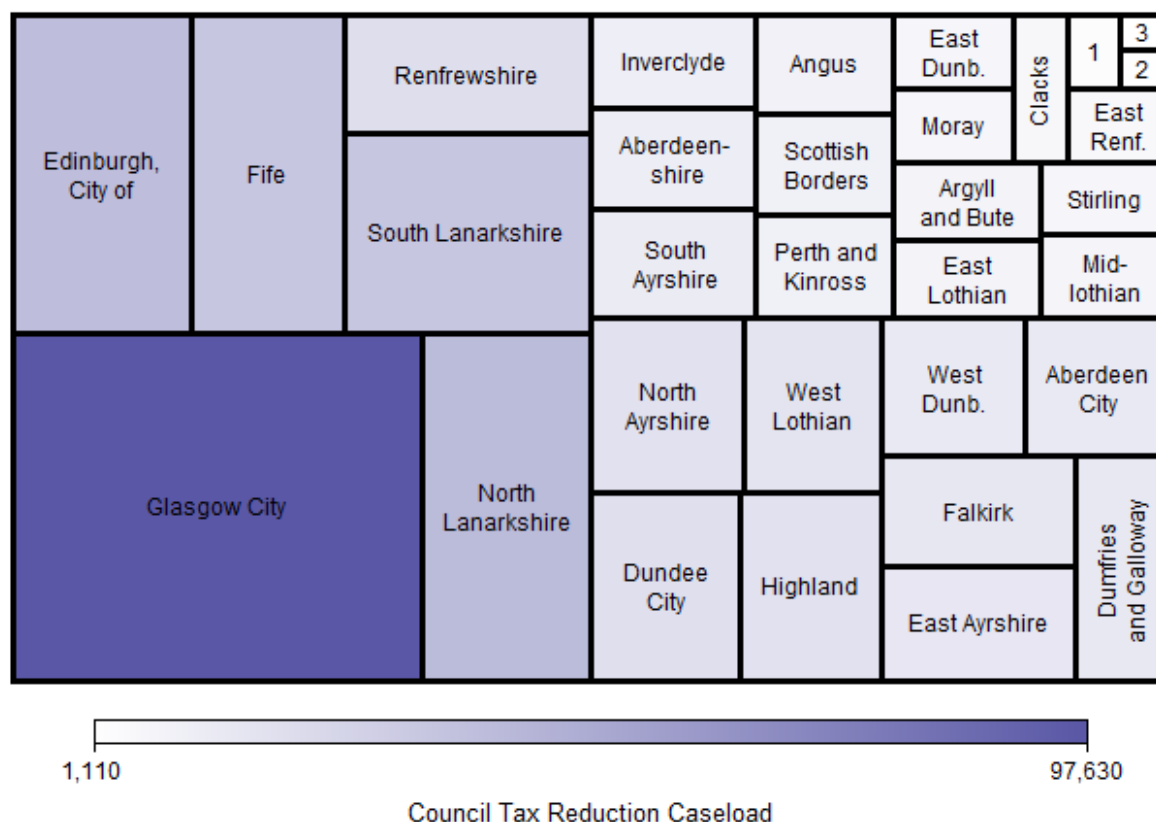 Edinburgh,
City of
Fife
Renfrewshire
South Lanarkshire
Glasgow City
North
Lanarkshire
Inverclyde
Aberdeen-
shire
South
Ayrshire
Angus
Scottish
Borders
Perth and
Kinross
East
Dunb.
Moray
Clacks
1
3
2
East
Renf.
Argyll
and Bute
Stirling
East
Lothian
Mid-
lothian
North
Ayrshire
West
Lothian
Dundee
City
Highland
West
Dunb.
Aberdeen
City
Falkirk
East Ayrshire
Dumfries
and Galloway
1,110
97,630
Council Tax Reduction Caseload